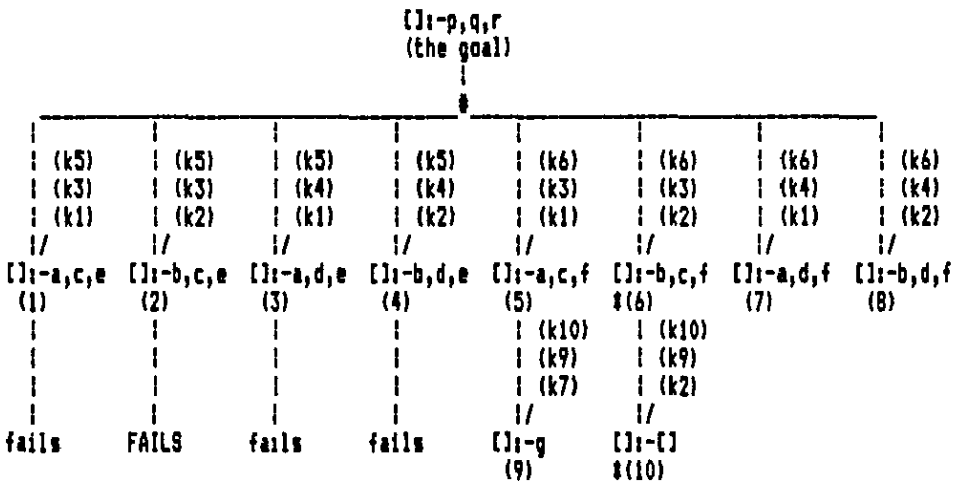 []:-p,q,r
(the goal)
(k5) (k5) (k5) (k5) (k6) (k6) (k6) (k6)
(k3) (k3) (k4) (k4) (k3) (k3) (k4) (k4)
(k1) (k2) (k1) (k2) (k1) (k2) (k1) (k2)
[]:-a,c,e []:-b,c,e []:-a,d,e []:-b,d,e []:-a,c,f []:-b,c,f []:-a,d,f []:-b,d,f
(1) (2) (3) (4) (5) *(6) (7) (8)
(k10) (k10)
(k9) (k9)
(k7) (k2)
fails FAILS fails fails []:-g []:-[]
(9) *(10)